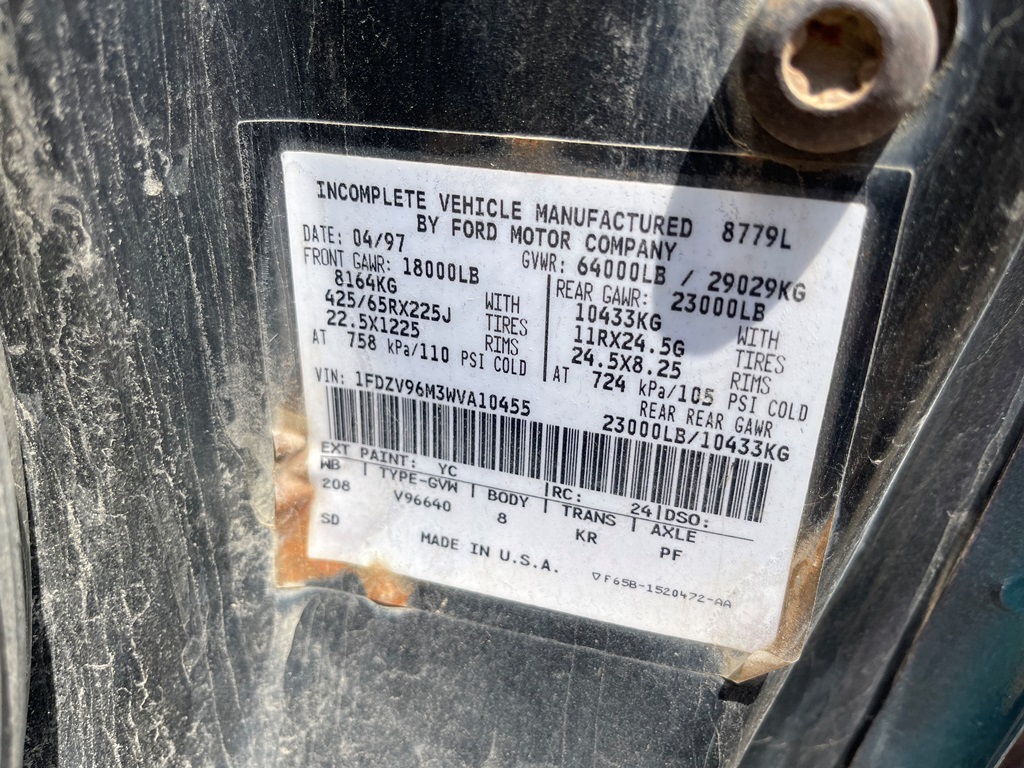 INCOMPLETE VEHICLE MANUFACTURED 8779L
BY FORD MOTOR COMPANY
DATE: 04/97 GVWR: 64000LB / 29029KG
FRONT GAWR: 18000LB
8164KG WITH
425/65RX225J TIRES
22.5X1225 RIMS
AT 758 kPa/110 PSI COLD
REAR GAWR: 23000LB
10433KG WITH
11RX24.5G TIRES
24.5X8.25 RIMS
AT 724 kPa/105 PSI COLD
VIN: 1FDZV96M3WVA10455
REAR REAR GAWR
23000LB/10433KG
EXT PAINT: YC RC: 24 DSO:
WB TYPE-GVW BODY TRANS AXLE
208 V96640 8 KR PF
SD
MADE IN U.S.A.
▽F65B-1520472-AA